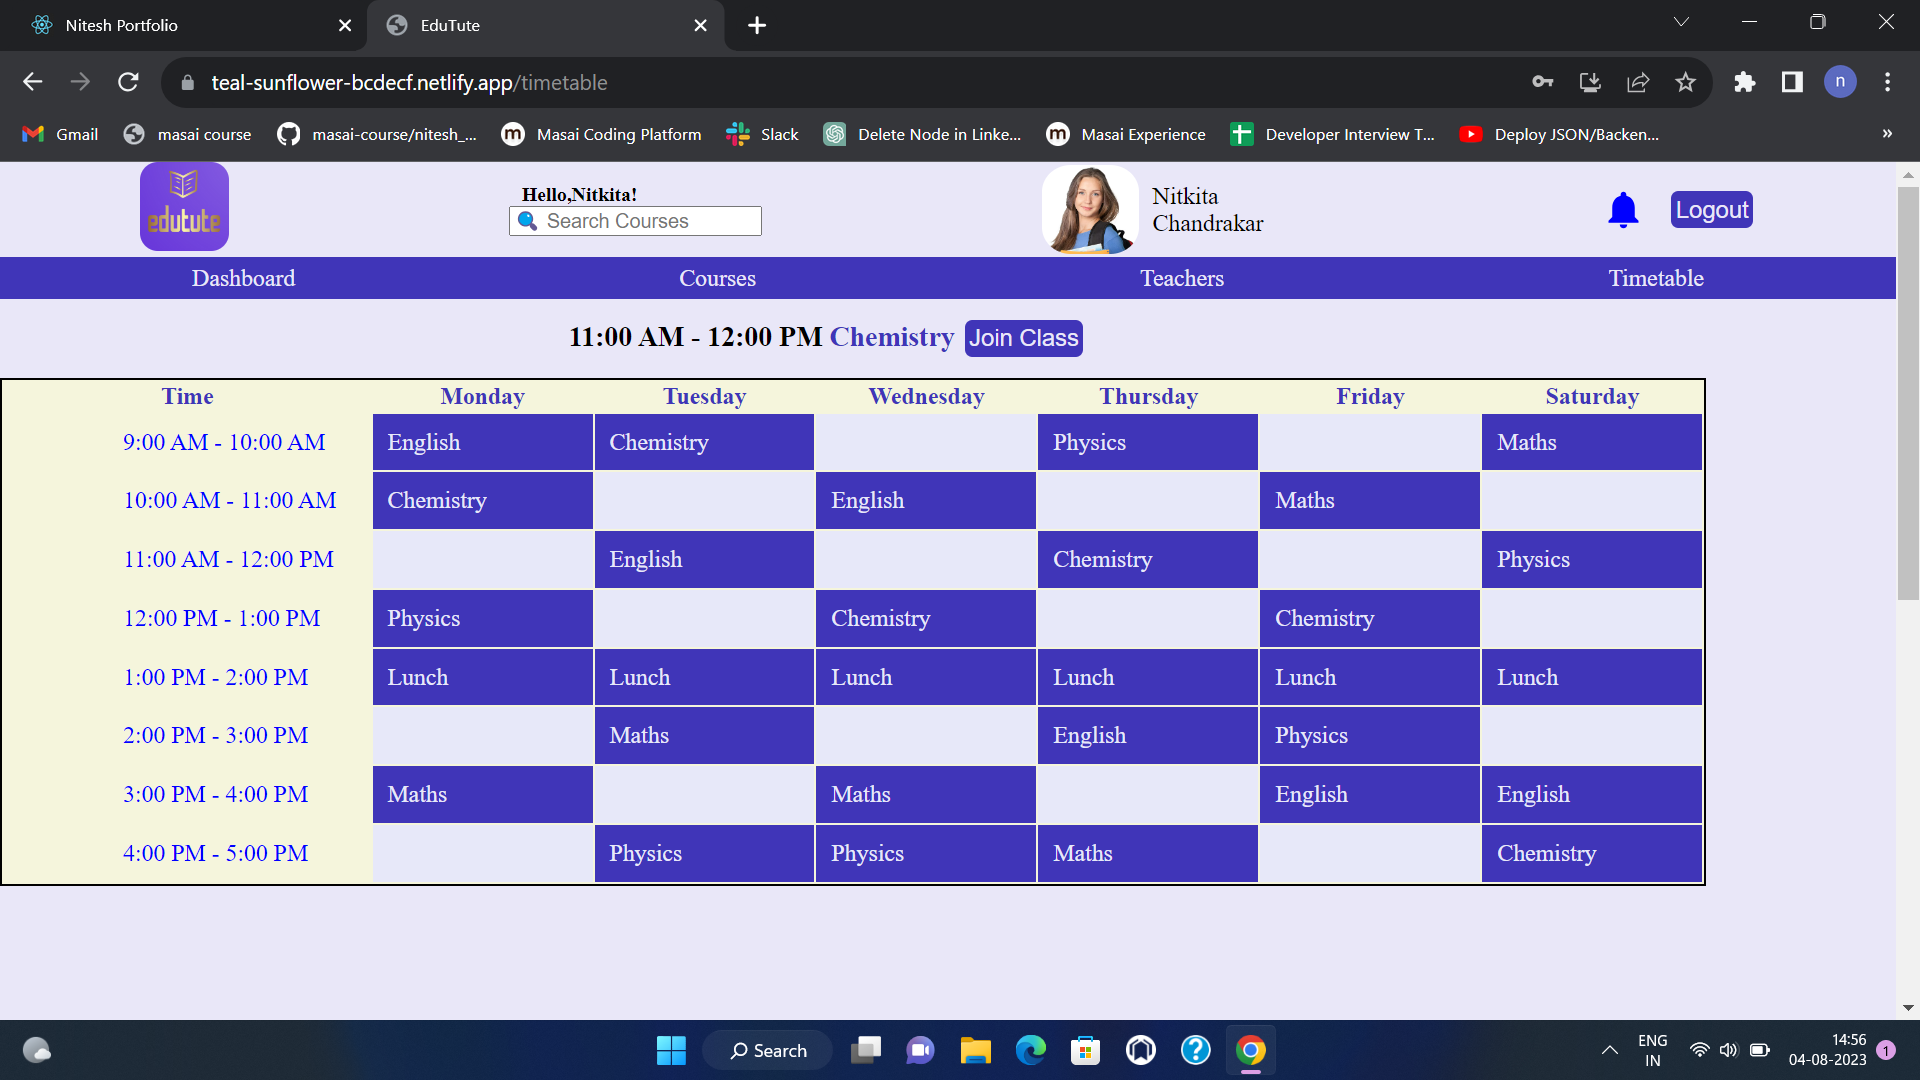 Nitesh Portfolio
EduTute
teal-sunflower-bcdecf.netlify.app/timetable
n
Gmail
masai course
masai-course/nitesh_...
Masai Coding Platform
Slack
Delete Node in Linke...
Masai Experience
Developer Interview T...
Deploy JSON/Backen...
»
edutute
Hello,Nitkita!
Search Courses
Nitkita
Chandrakar
Logout
Dashboard Courses Teachers Timetable
11:00 AM - 12:00 PM Chemistry Join Class
Time Monday Tuesday Wednesday Thursday Friday Saturday
9:00 AM - 10:00 AM English Chemistry Physics Maths
10:00 AM - 11:00 AM Chemistry English Maths
11:00 AM - 12:00 PM English Chemistry Physics
12:00 PM - 1:00 PM Physics Chemistry Chemistry
1:00 PM - 2:00 PM Lunch Lunch Lunch Lunch Lunch Lunch
2:00 PM - 3:00 PM Maths English Physics
3:00 PM - 4:00 PM Maths Maths English English
4:00 PM - 5:00 PM Physics Physics Maths Chemistry
Search
ENG
IN
14:56
04-08-2023
1